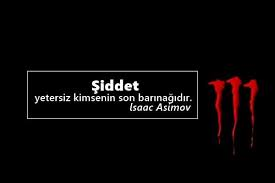 Şiddet
yetersiz kimsenin son barınağıdır.
Isaac Asimov